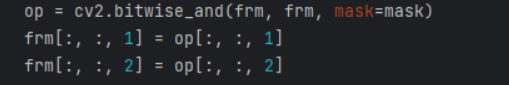 op = cv2.bitwise_and(frm, frm, mask=mask)
frm[:, :, 1] = op[:, :, 1]
frm[:, :, 2] = op[:, :, 2]